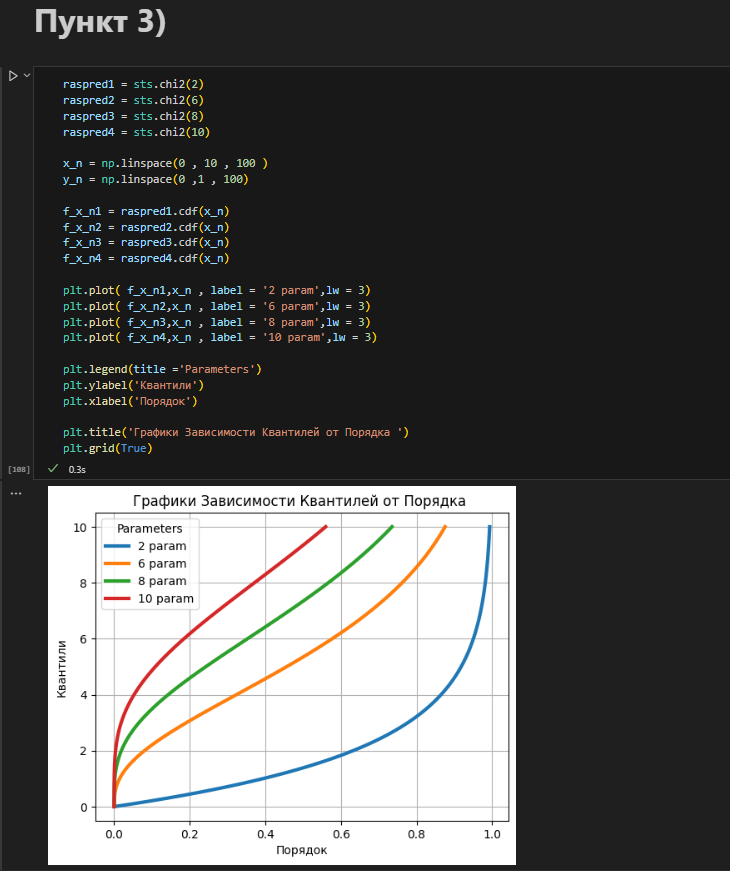 Пункт 3)
raspred1 = sts.chi2(2)
raspred2 = sts.chi2(6)
raspred3 = sts.chi2(8)
raspred4 = sts.chi2(10)
x_n = np.linspace(0 , 10 , 100 )
y_n = np.linspace(0 ,1 , 100)
f_x_n1 = raspred1.cdf(x_n)
f_x_n2 = raspred2.cdf(x_n)
f_x_n3 = raspred3.cdf(x_n)
f_x_n4 = raspred4.cdf(x_n)
plt.plot( f_x_n1,x_n , label = '2 param',lw = 3)
plt.plot( f_x_n2,x_n , label = '6 param',lw = 3)
plt.plot( f_x_n3,x_n , label = '8 param',lw = 3)
plt.plot( f_x_n4,x_n , label = '10 param',lw = 3)
plt.legend(title ='Parameters')
plt.ylabel('Квантили')
plt.xlabel('Порядок')
plt.title('Графики Зависимости Квантилей от Порядка ')
plt.grid(True)
[108]
0.3s
...
Графики Зависимости Квантилей от Порядка
Parameters
2 param
6 param
8 param
10 param
10
8
6
4
2
0
Квантили
0.0 0.2 0.4 0.6 0.8 1.0
Порядок